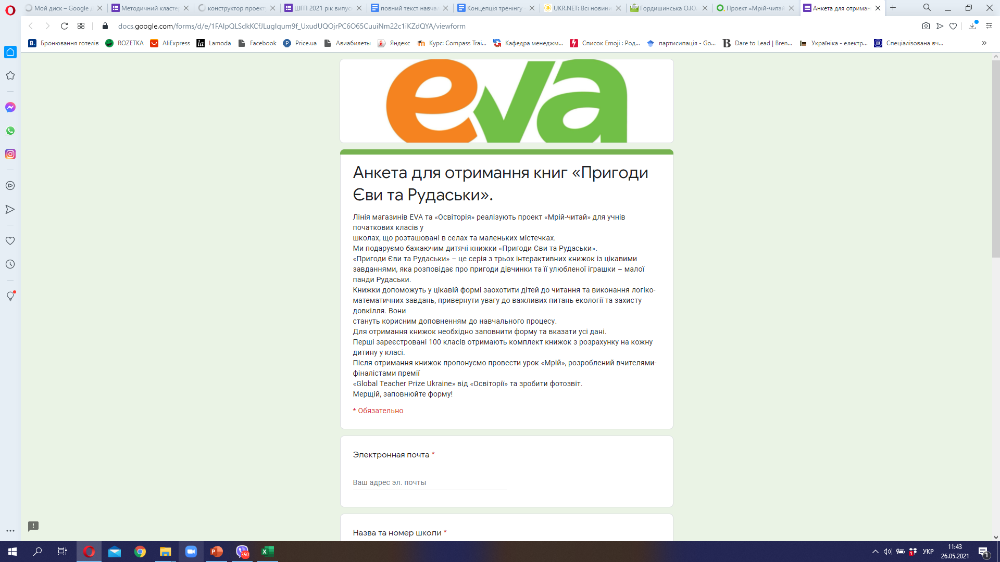 Мой диск – Google Д
Методичний кластер
конструктор проект
ШГП 2021 рік випус
повний текст навча
Концепція тренінгу
UKR.NET: Всі новини
Гордишинська О.Ю.
Проєкт «Мрій-читай
Анкета для отриман
docs.google.com/forms/d/e/1FAIpQLSdkKCfJLugIqum9f_UxudUQOjrPC6O65CuuiNm22c1iKZdQYA/viewform
Бронювання готелів
ROZETKA
AliExpress
Lamoda
Facebook
Price.ua
Авиабилеты
Яндекс
Курс: Compass Trai...
Кафедра менеджм...
Список Emoji : Род...
партисипація - Go...
Dare to Lead | Bren...
Україніка - електр...
Спеціалізована вч...
eva
Анкета для отримання книг «Пригоди
Єви та Рудаськи».
Лінія магазинів EVA та «Освіторія» реалізують проект «Мрій-читай» для учнів
початкових класів у
школах, що розташовані в селах та маленьких містечках.
Ми подаруємо бажаючим дитячі книжки «Пригоди Єви та Рудаськи».
«Пригоди Єви та Рудаськи» – це серія з трьох інтерактивних книжок із цікавими
завданнями, яка розповідає про пригоди дівчинки та її улюбленої іграшки – малої
панди Рудаськи.
Книжки допоможуть у цікавій формі заохотити дітей до читання та виконання логіко-
математичних завдань, привернути увагу до важливих питань екології та захисту
довкілля. Вони
стануть корисним доповненням до навчального процесу.
Для отримання книжок необхідно заповнити форму та вказати усі дані.
Перші зареєстровані 100 класів отримають комплект книжок з розрахунку на кожну
дитину у класі.
Після отримання книжок пропонуємо провести урок «Мрій», розроблений вчителями-
фіналістами премії
«Global Teacher Prize Ukraine» від «Освіторії» та зробити фотозвіт.
Мерщій, заповнюйте форму!
* Обязательно
Электронная почта *
Ваш адрес эл. почты
Назва та номер школи *
350
1
УКР
11:43
26.05.2021
1